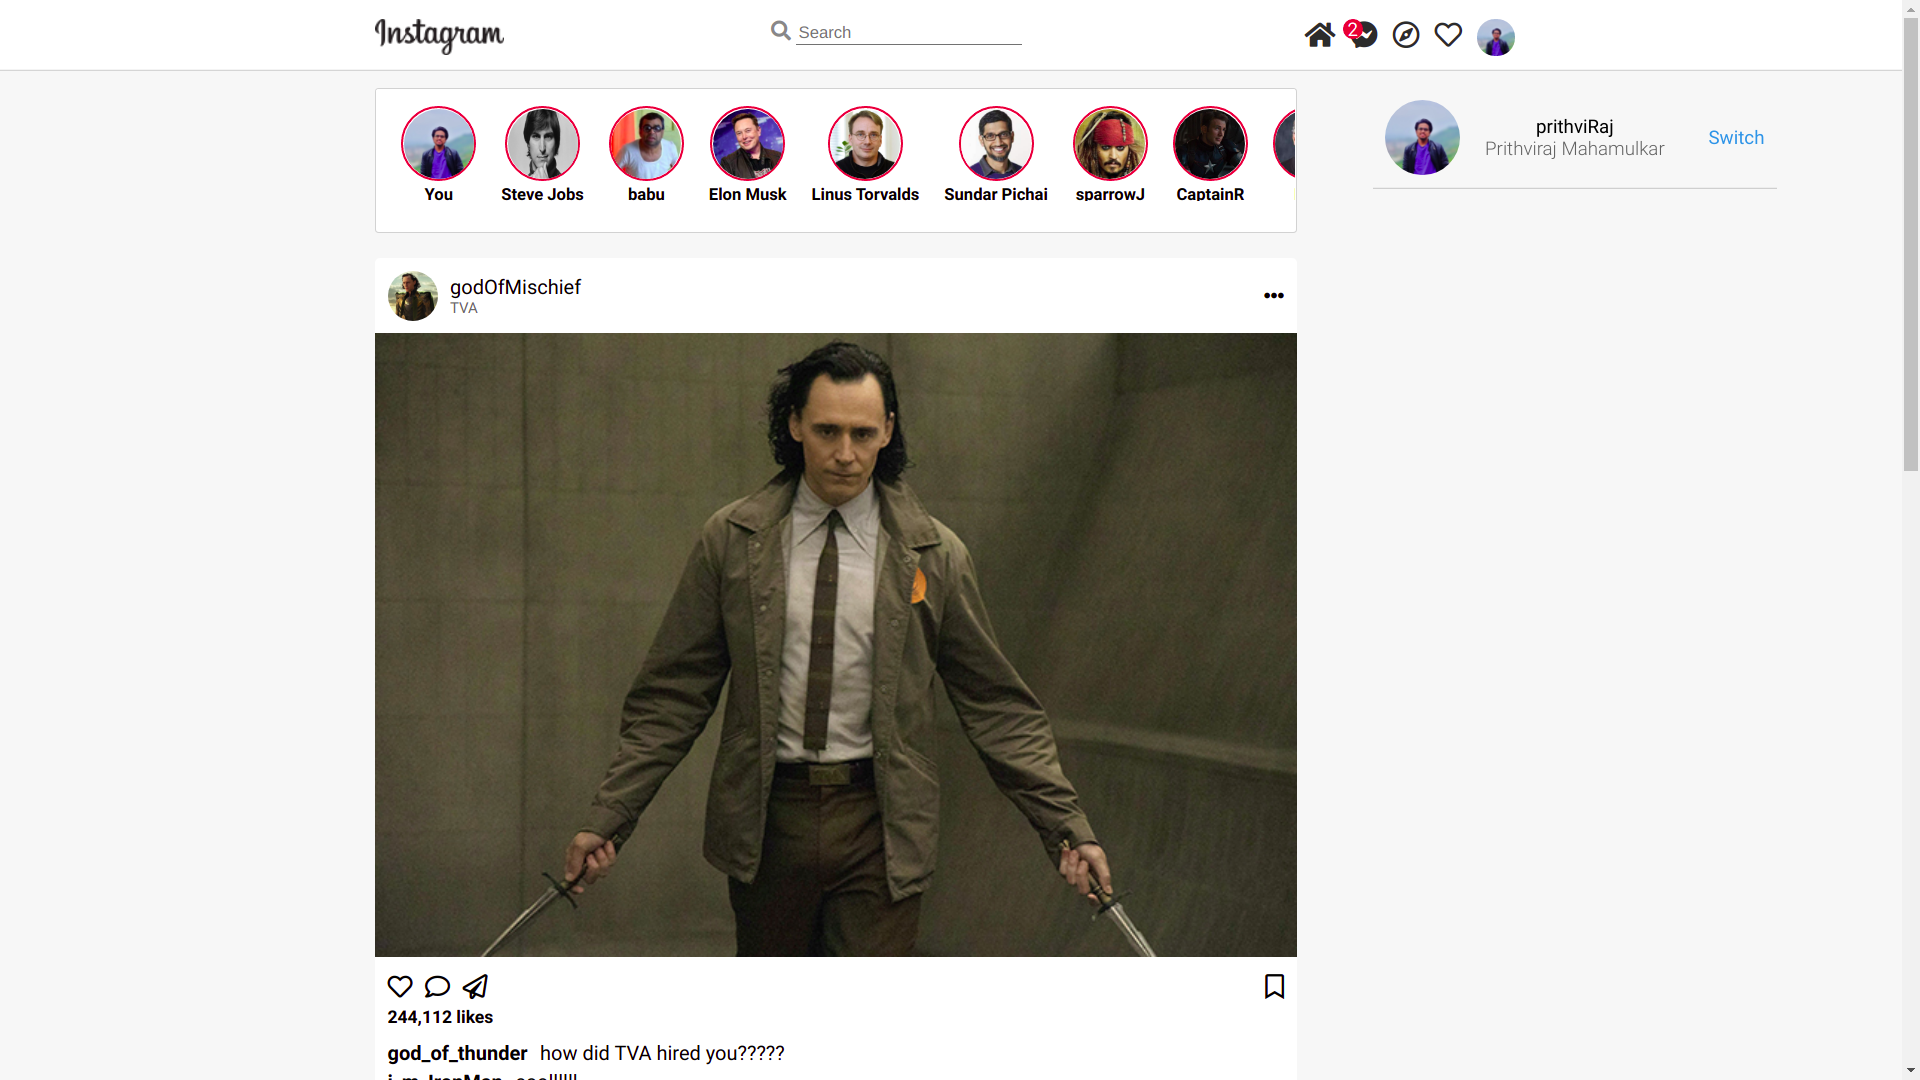 Instagram
Search
2
You
Steve Jobs
babu
Elon Musk
Linus Torvalds
Sundar Pichai
sparrowJ
CaptainR
prithviRaj
Prithviraj Mahamulkar
Switch
godOfMischief
TVA
244,112 likes
god_of_thunder how did TVA hired you?????